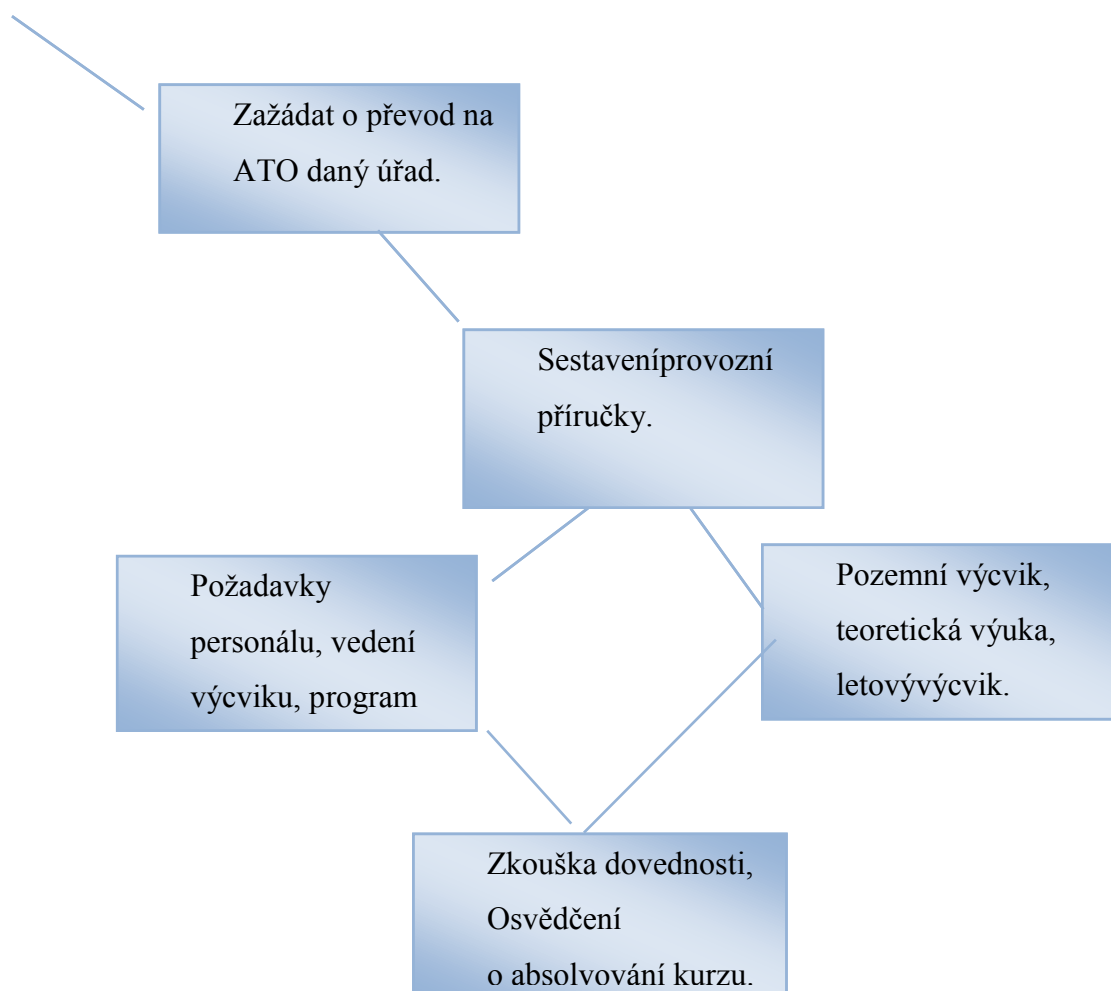 Zažádat o převod na
ATO daný úřad.
Sestaveníprovozní
příručky.
Požadavky
personálu, vedení
výcviku, program
Pozemní výcvik,
teoretická výuka,
letovývýcvik.
Zkouška dovednosti,
Osvědčení
o absolvování kurzu.